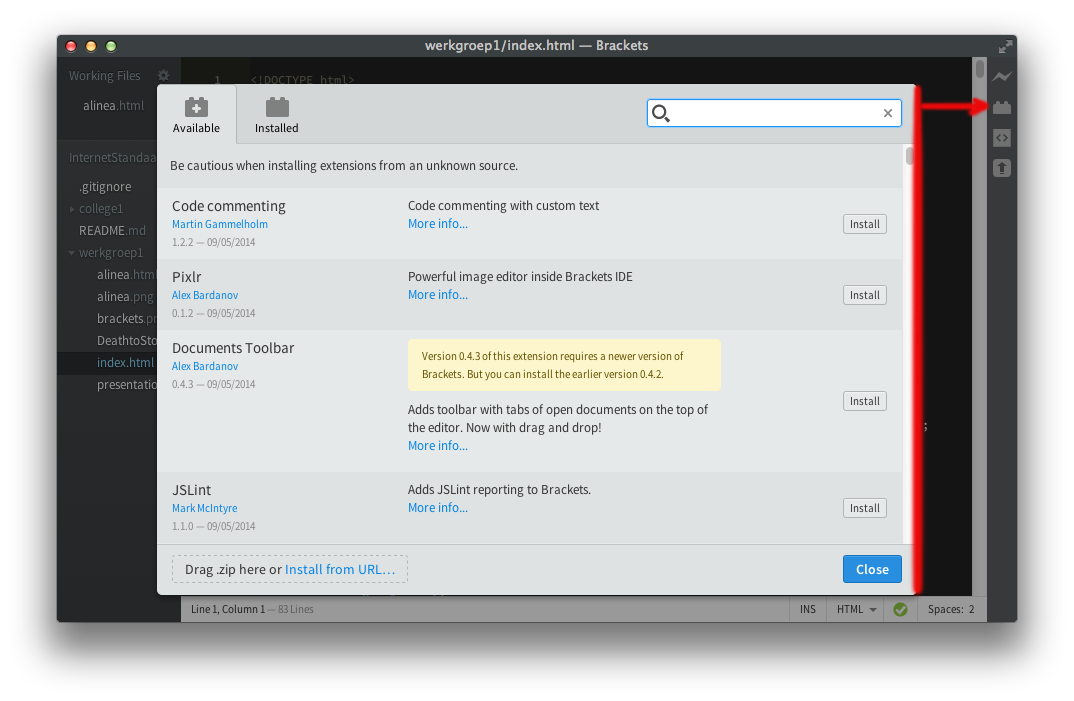 werkgroep1/index.html — Brackets
Working Files
alinea.html
InternetStandaa
.gitignore
college1
README.md
werkgroep1
alinea.html
alinea.png
brackets.pn
DeathtoSto
index.html
presentatio
1 <!DOCTYPE html>
Available
Installed
Be cautious when installing extensions from an unknown source.
Code commenting
Martin Gammelholm
1.2.2 — 09/05/2014
Code commenting with custom text
More info...
Install
Pixlr
Alex Bardanov
0.1.2 — 09/05/2014
Powerful image editor inside Brackets IDE
More info...
Install
Documents Toolbar
Alex Bardanov
0.4.3 — 09/05/2014
Version 0.4.3 of this extension requires a newer version of
Brackets. But you can install the earlier version 0.4.2.
Adds toolbar with tabs of open documents on the top of
the editor. Now with drag and drop!
More info...
Install
;
JSLint
Mark McIntyre
1.1.0 — 09/05/2014
Adds JSLint reporting to Brackets.
More info...
Install
Drag .zip here or Install from URL...
Close
Line 1, Column 1 — 83 Lines
INS
HTML
Spaces: 2